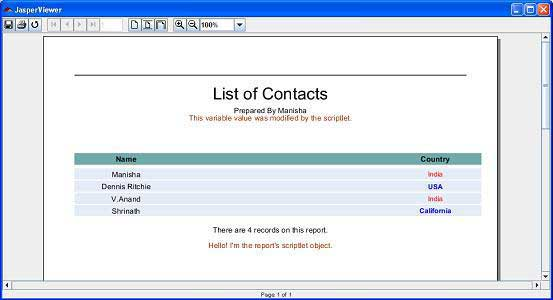 JasperViewer
100%
List of Contacts
Prepared By Manisha
This variable value was modified by the scriptlet.
Name Country
Manisha India
Dennis Ritchie USA
V.Anand India
Shrinath California
There are 4 records on this report.
Hello! I'm the report's scriptlet object.
Page 1 of 1